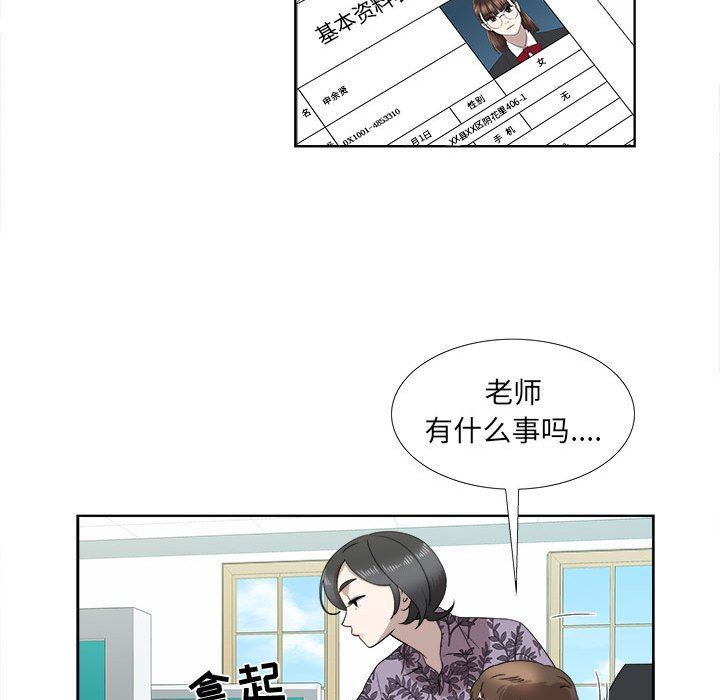 基本资料
女
名 申余贤
性别
0X1001-4853310
月1日
XX县XX区阴花里406-1
手机
无
老师
有什么事吗....
拿起